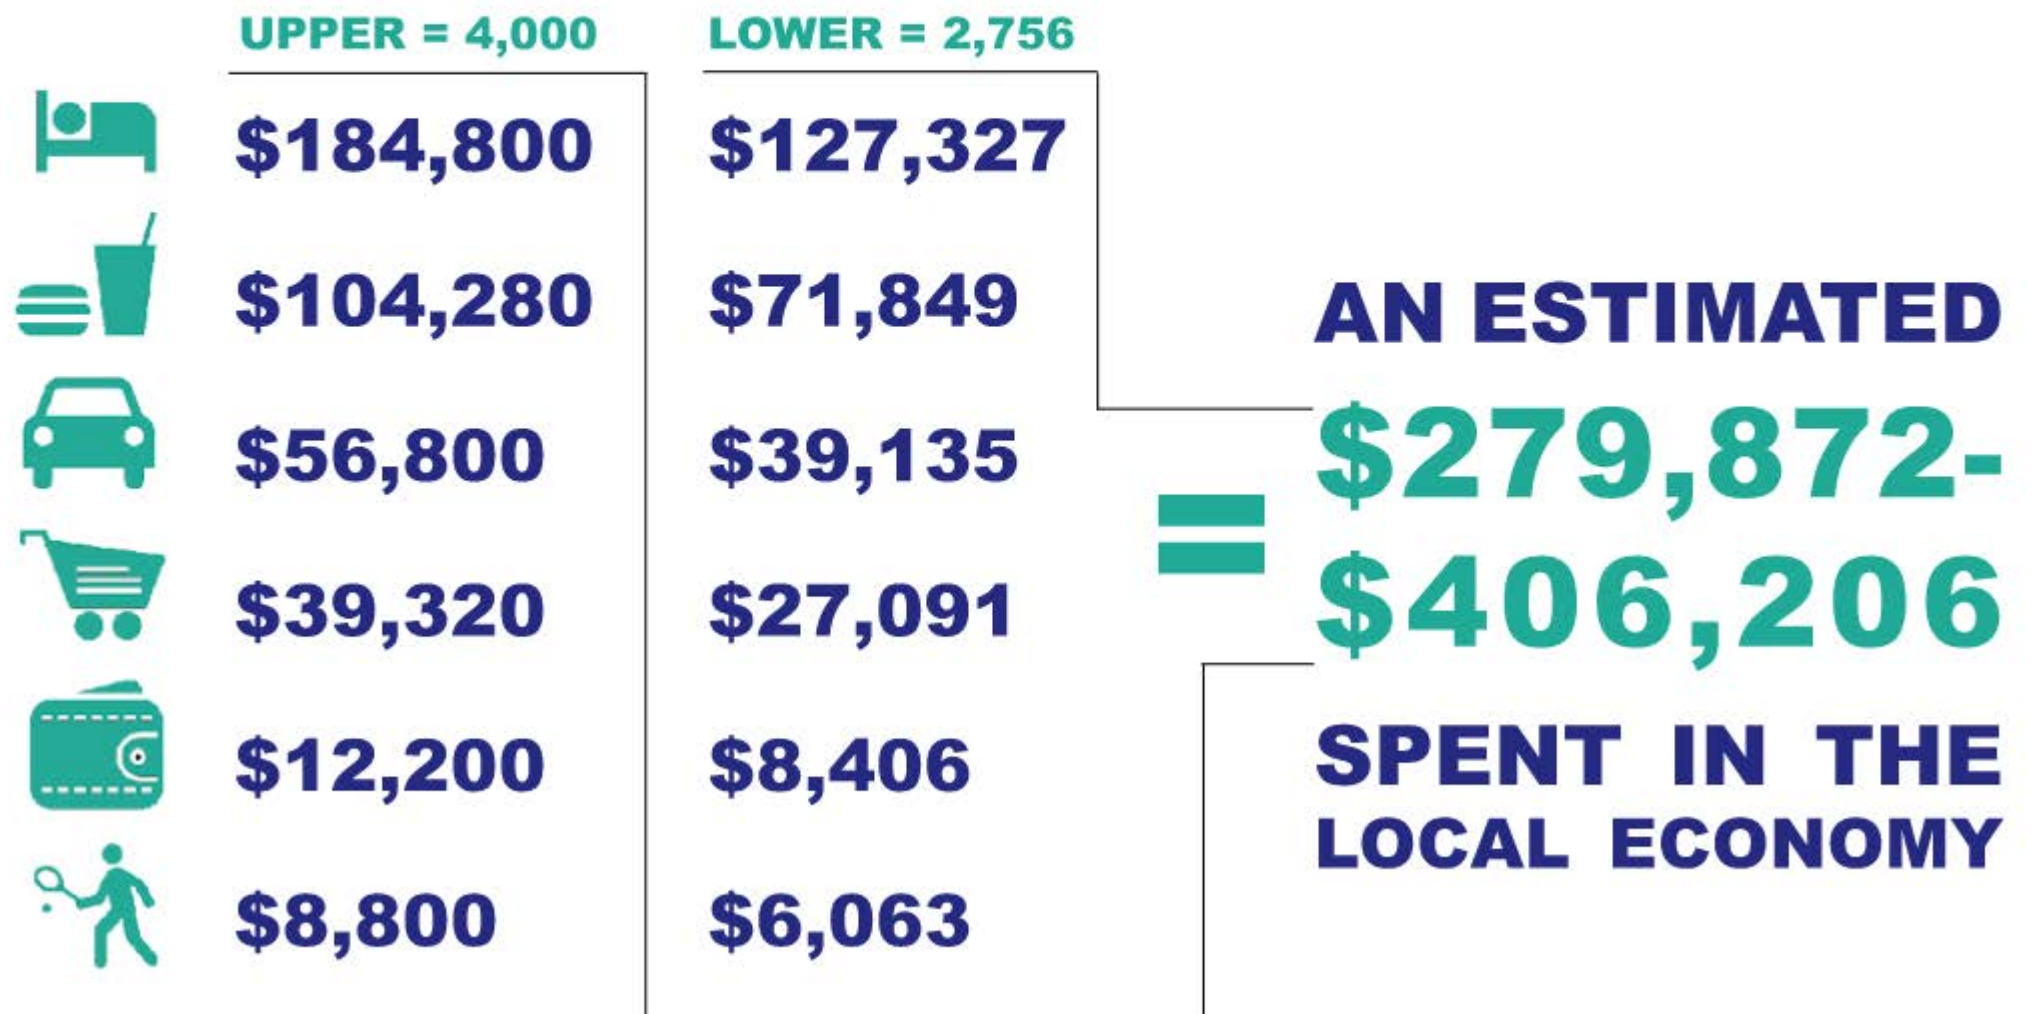 UPPER = 4,000 LOWER = 2,756
$184,800 $127,327
$104,280 $71,849
$56,800 $39,135
$39,320 $27,091
$12,200 $8,406
$8,800 $6,063
=
AN ESTIMATED
$279,872-
$406,206
SPENT IN THE
LOCAL ECONOMY